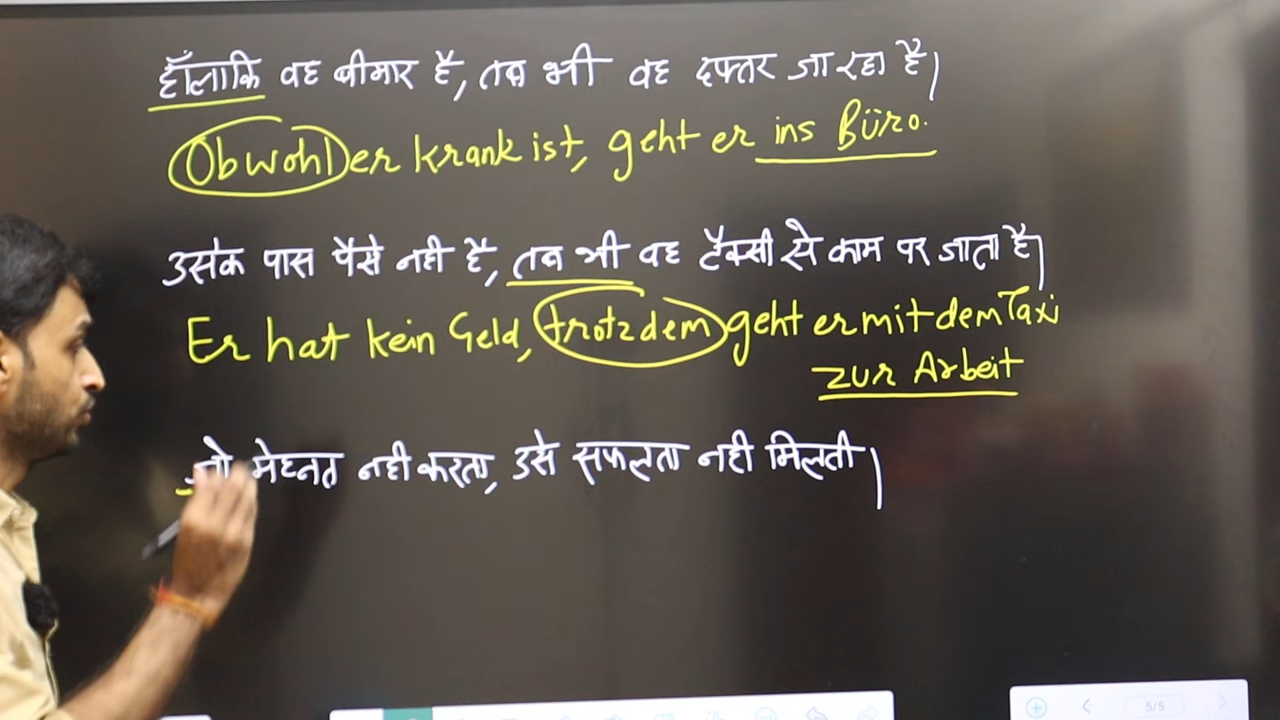 हाँलाकि वह बीमार है, तब भी वह दफ्तर जा रहा है।
Obwohl er krank ist, geht er ins Büro.
उसके पास पैसे नही है, तब भी वह टैक्सी से काम पर जाता है।
Er hat kein Geld, trotzdem geht er mit dem Taxi
zur Arbeit
जो मेहनत नही करता, उसे सफलता नही मिलती।
5/5